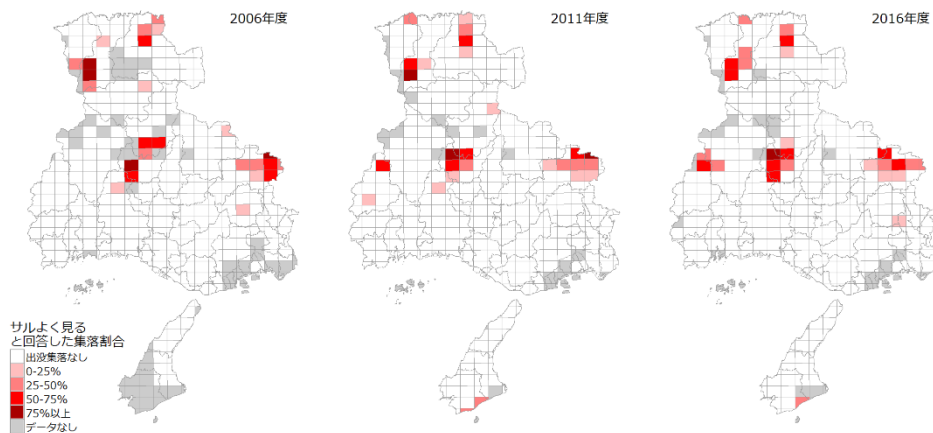 2006年度
2011年度
2016年度
サルよく見る
と回答した集落割合
出没集落なし
0-25%
25-50%
50-75%
75%以上
データなし